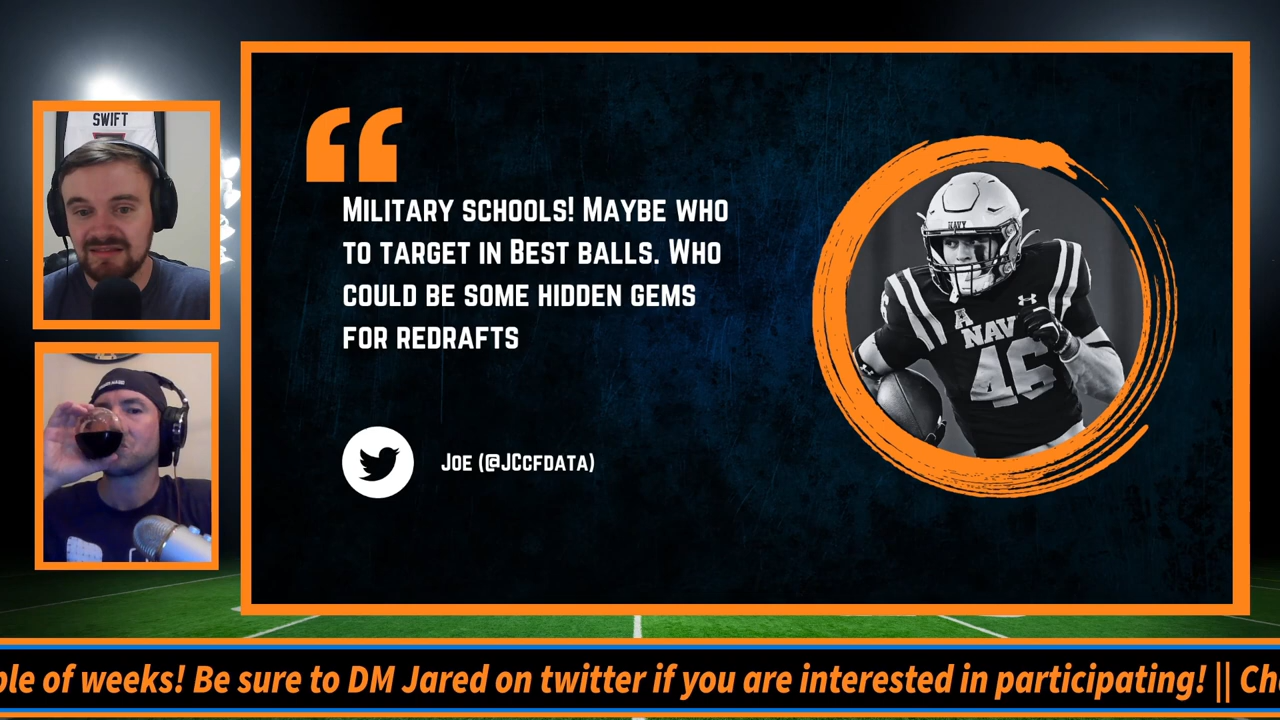 SWIFT
Military schools! Maybe who
to target in Best balls. Who
could be some hidden gems
for redrafts
Joe (@JCcfdata)
NAVY
A
NAVY
46
ple of weeks! Be sure to DM Jared on twitter if you are interested in participating! || Ch